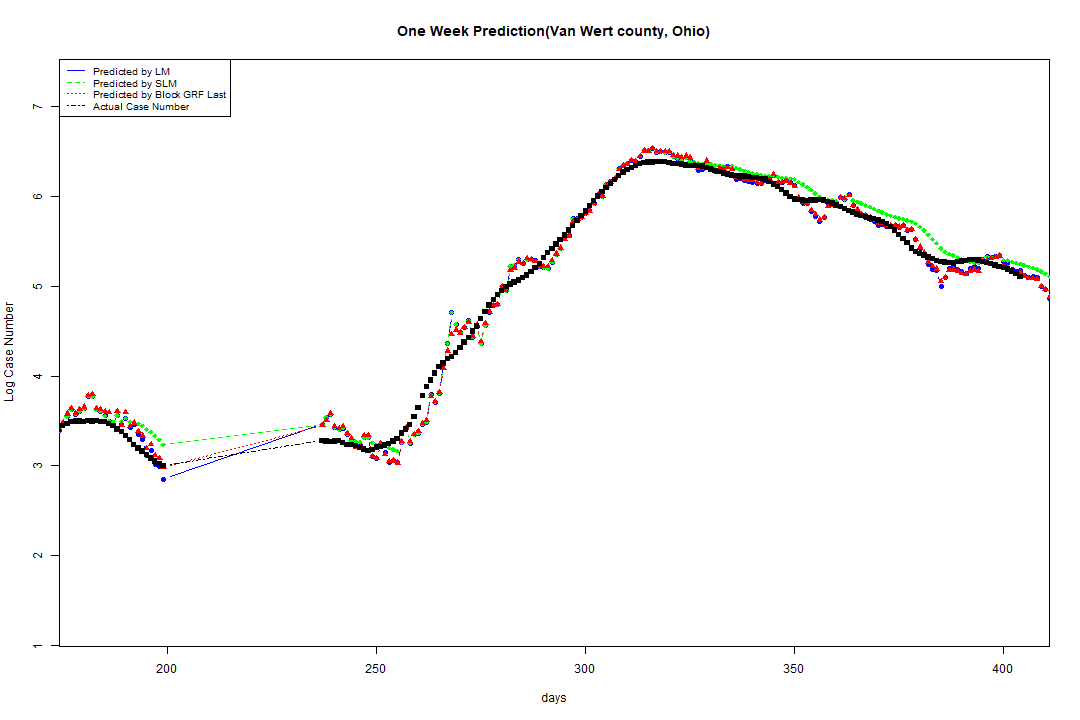 One Week Prediction(Van Wert county, Ohio)
Predicted by LM
Predicted by SLM
Predicted by Block GRF Last
Actual Case Number
7
6
5
4
3
2
1
Log Case Number
200 250 300 350 400
days